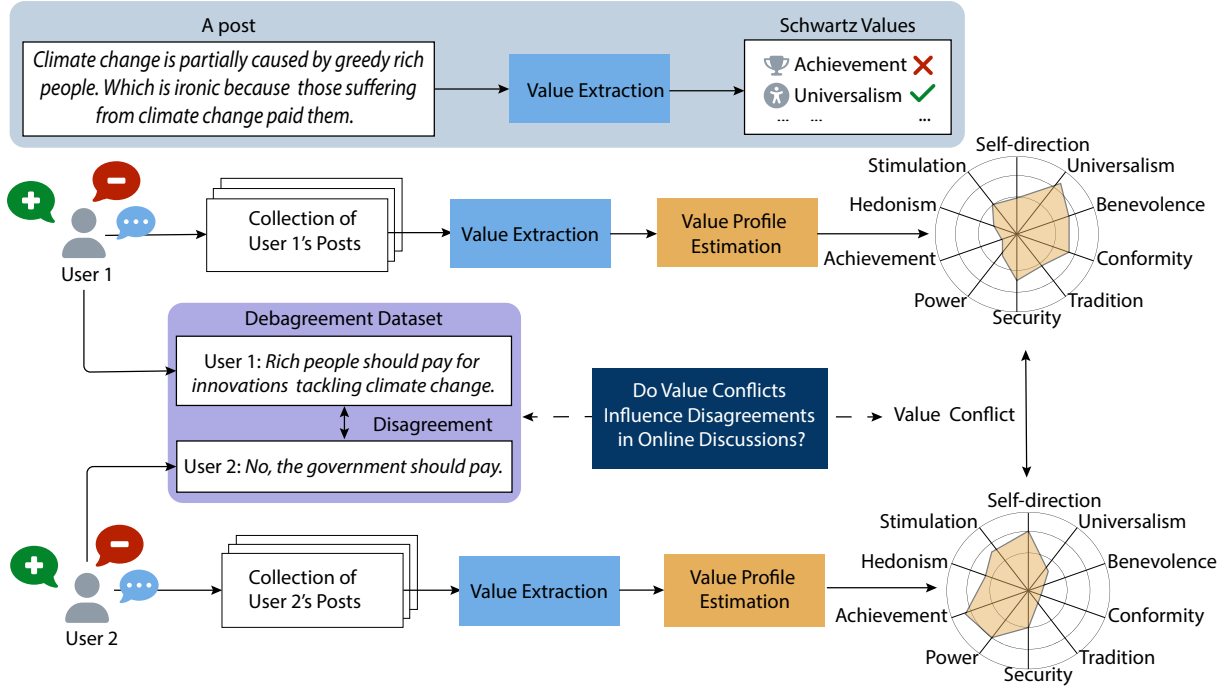 A post
Climate change is partially caused by greedy rich
people. Which is ironic because those suffering
from climate change paid them.
Value Extraction
Schwartz Values
Achievement
Universalism
... ... ...
User 1
Collection of
User 1's Posts
Value Extraction
Value Profile
Estimation
Self-direction
Stimulation
Universalism
Hedonism
Benevolence
Achievement
Conformity
Power
Tradition
Security
Debagreement Dataset
User 1: Rich people should pay for
innovations tackling climate change.
Disagreement
User 2: No, the government should pay.
Do Value Conflicts
Influence Disagreements
in Online Discussions?
Value Conflict
User 2
Collection of
User 2's Posts
Value Extraction
Value Profile
Estimation
Self-direction
Stimulation
Universalism
Hedonism
Benevolence
Achievement
Conformity
Power
Tradition
Security